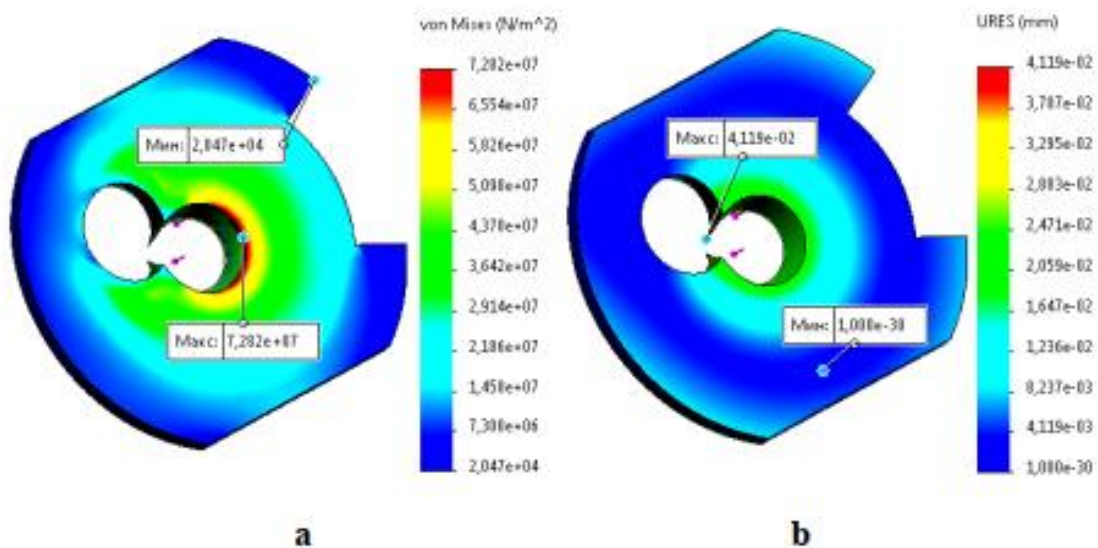 von Mises (N/m^2)
7,282e+07
6,554e+07
5,826e+07
5,098e+07
4,370e+07
3,642e+07
2,914e+07
2,186e+07
1,458e+07
7,300e+06
2,047e+04
Мин: 2,047e+04
Макс: 7,282e+07
a
URES (mm)
4,119e-02
3,707e-02
3,295e-02
2,883e-02
2,471e-02
2,059e-02
1,647e-02
1,236e-02
8,237e-03
4,119e-03
1,000e-30
Макс: 4,119e-02
Мин: 1,000e-30
b